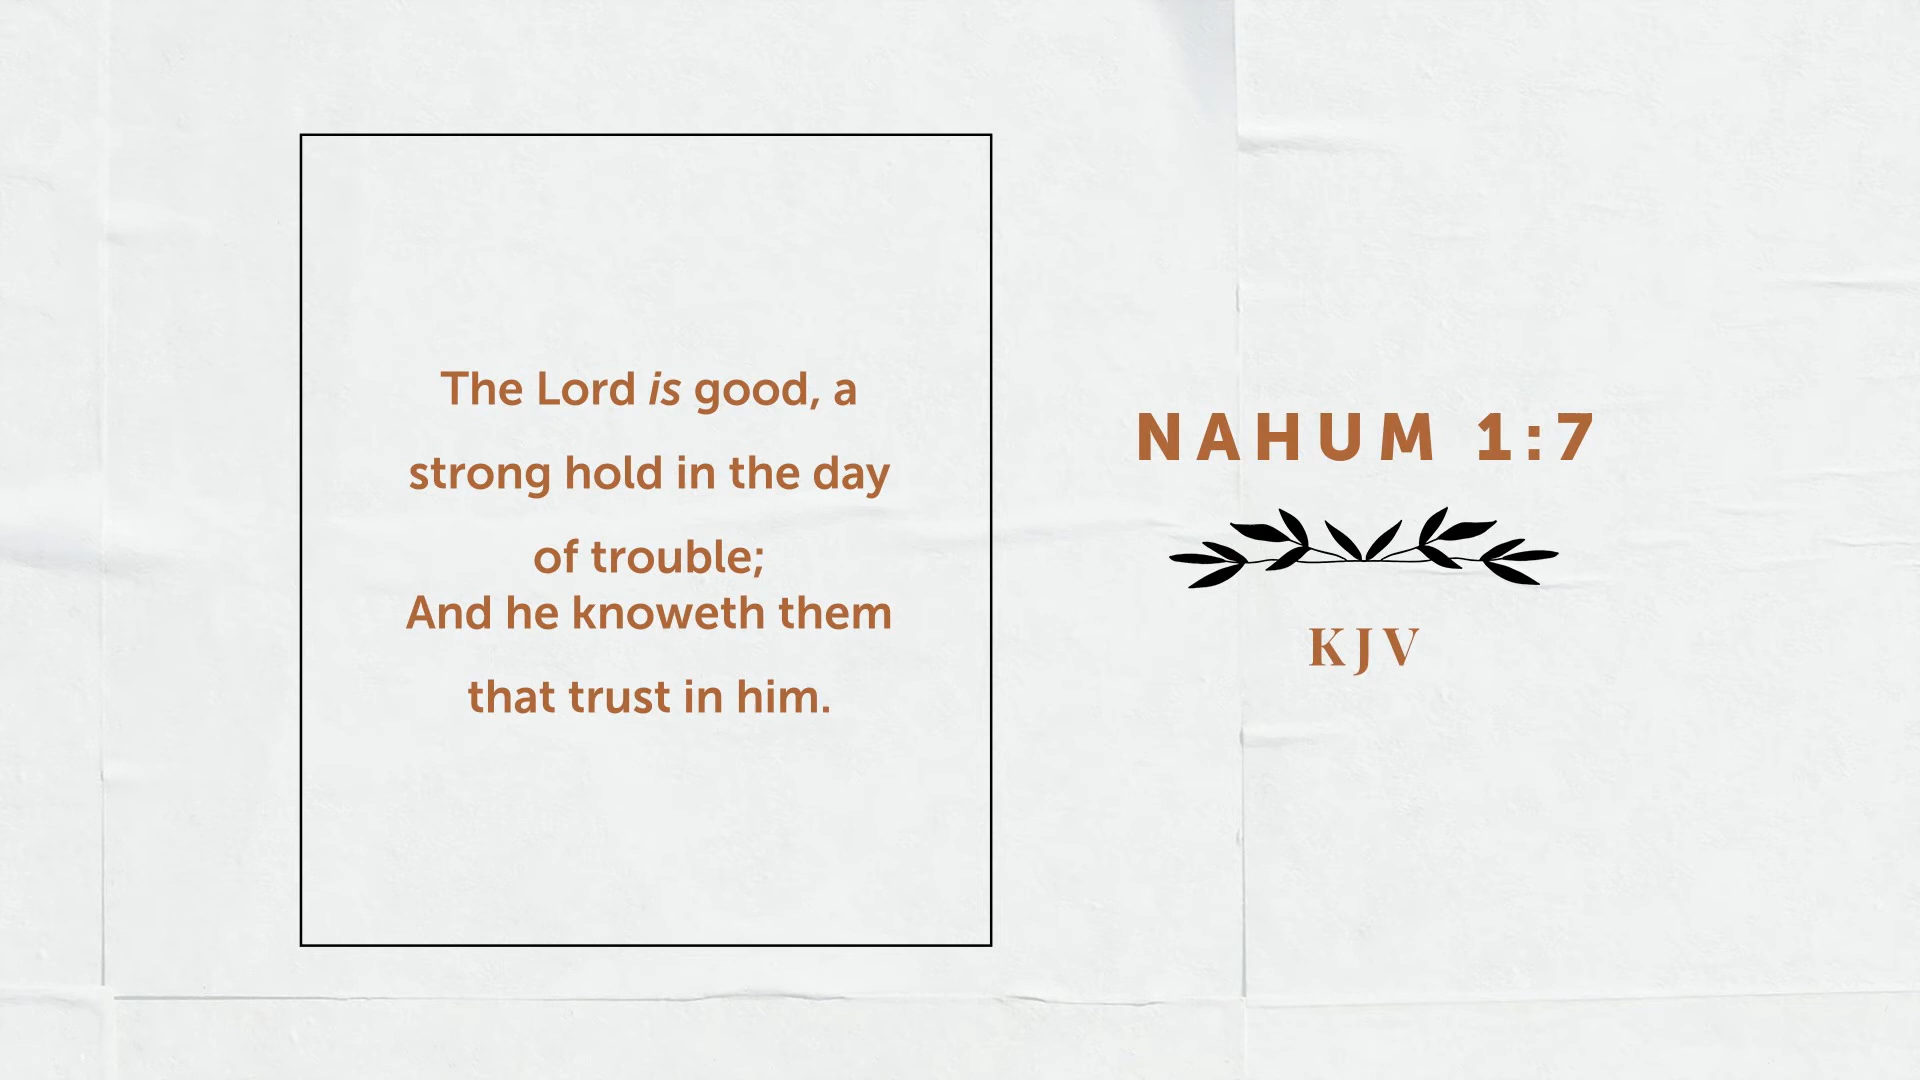 The Lord is good, a
strong hold in the day
of trouble;
And he knoweth them
that trust in him.
NAHUM 1:7
KJV